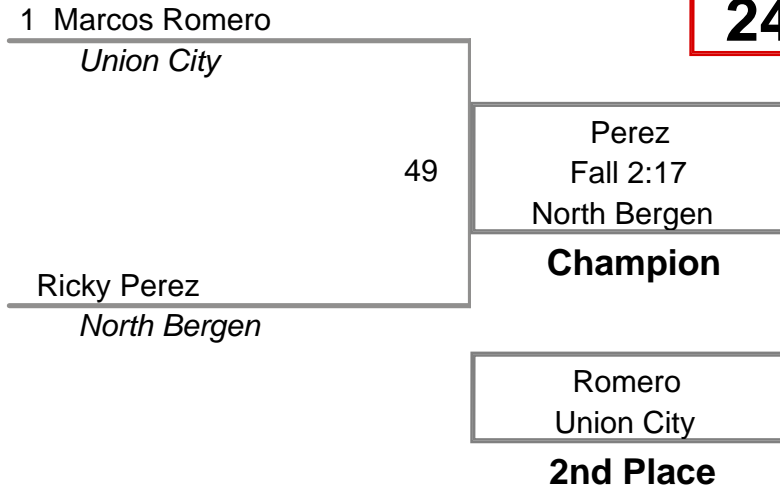 1 Marcos Romero
24
Union City
Perez
49
Fall 2:17
North Bergen
Champion
Ricky Perez
North Bergen
Romero
Union City
2nd Place